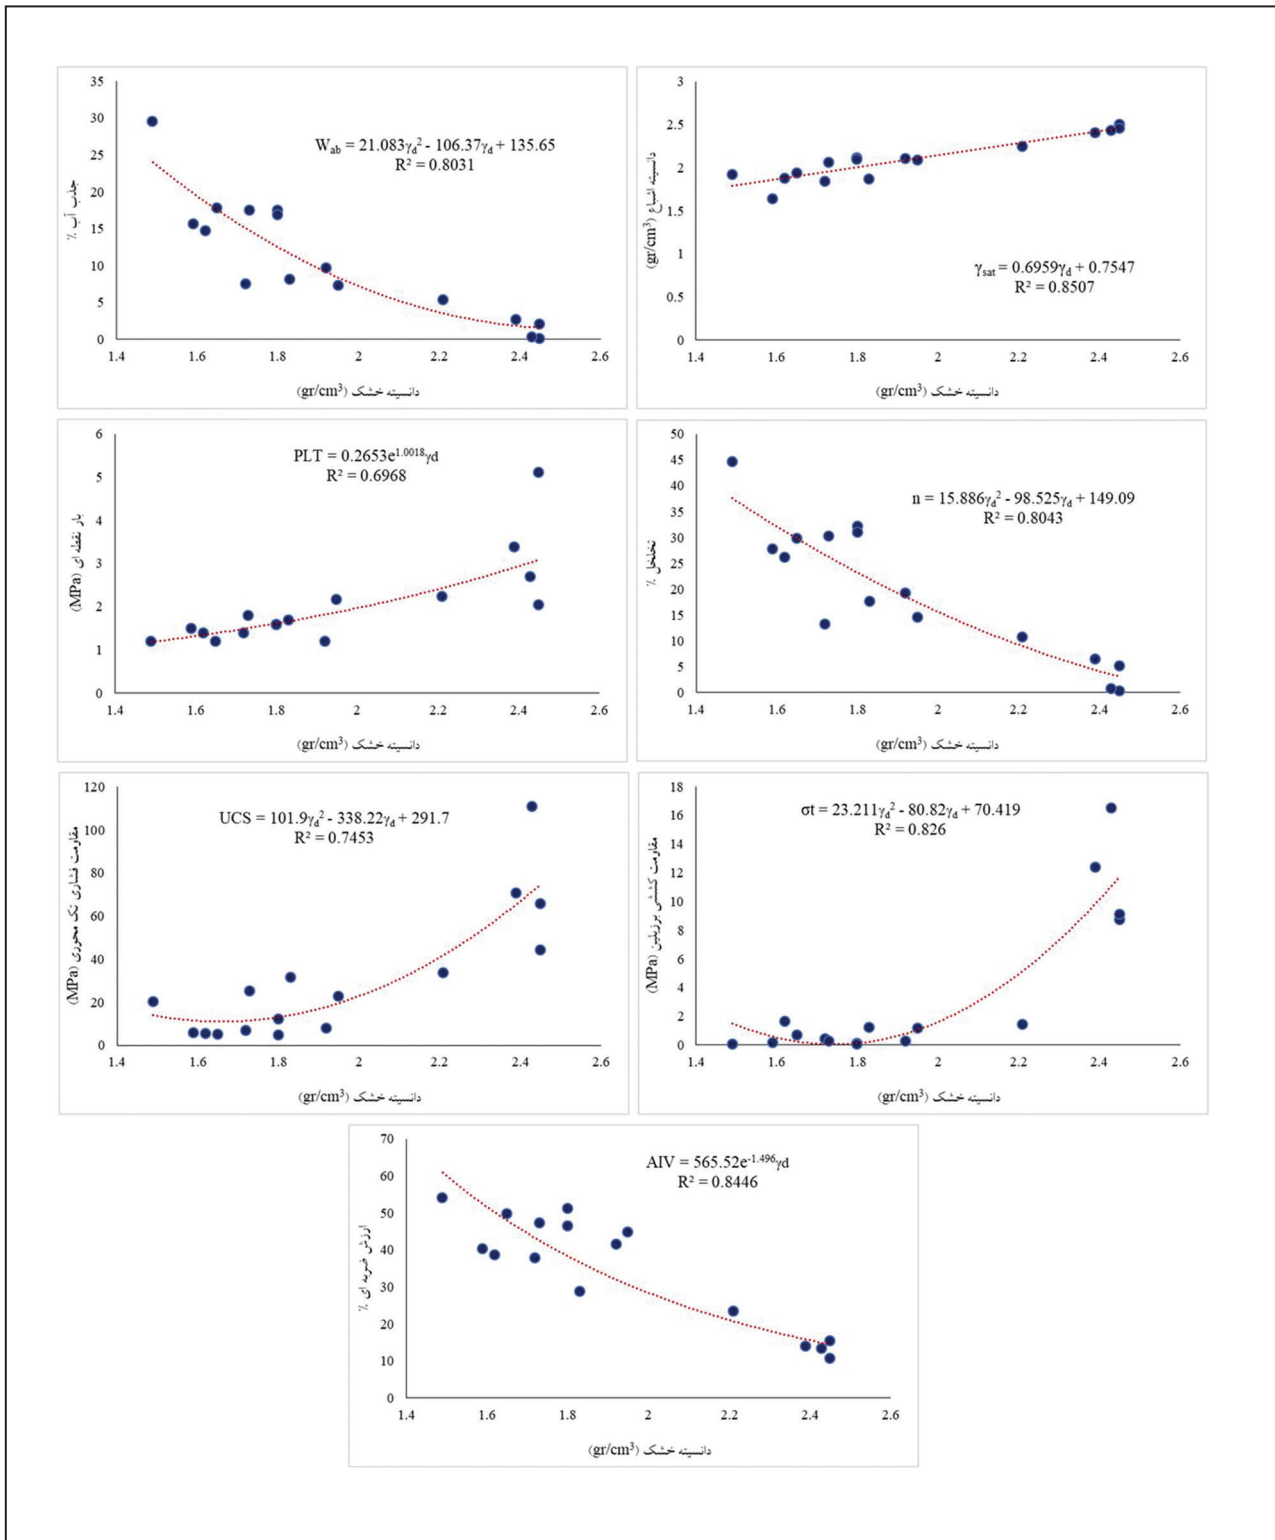 35
30
25
20
15
10
5
0
جذب آب %
W_ab = 21.083γ_d² - 106.37γ_d + 135.65
R² = 0.8031
1.4 1.6 1.8 2 2.2 2.4 2.6
دانسیته خشک (gr/cm³)
3
2.5
2
1.5
1
0.5
0
دانسیته اشباع (gr/cm³)
γ_sat = 0.6959γ_d + 0.7547
R² = 0.8507
1.4 1.6 1.8 2 2.2 2.4 2.6
دانسیته خشک (gr/cm³)
6
5
4
3
2
1
0
بار نقطه ای (MPa)
PLT = 0.2653e^1.0018γd
R² = 0.6968
1.4 1.6 1.8 2 2.2 2.4 2.6
دانسیته خشک (gr/cm³)
50
45
40
35
30
25
20
15
10
5
0
تخلخل %
n = 15.886γ_d² - 98.525γ_d + 149.09
R² = 0.8043
1.4 1.6 1.8 2 2.2 2.4 2.6
دانسیته خشک (gr/cm³)
120
100
80
60
40
20
0
مقاومت فشاری تک محوری (MPa)
UCS = 101.9γ_d² - 338.22γ_d + 291.7
R² = 0.7453
1.4 1.6 1.8 2 2.2 2.4 2.6
دانسیته خشک (gr/cm³)
18
16
14
12
10
8
6
4
2
0
مقاومت کششی برزیلین (MPa)
σt = 23.211γ_d² - 80.82γ_d + 70.419
R² = 0.826
1.4 1.6 1.8 2 2.2 2.4 2.6
دانسیته خشک (gr/cm³)
70
60
50
40
30
20
10
0
ارزش ضربه ای %
AIV = 565.52e^-1.496γd
R² = 0.8446
1.4 1.6 1.8 2 2.2 2.4 2.6
دانسیته خشک (gr/cm³)